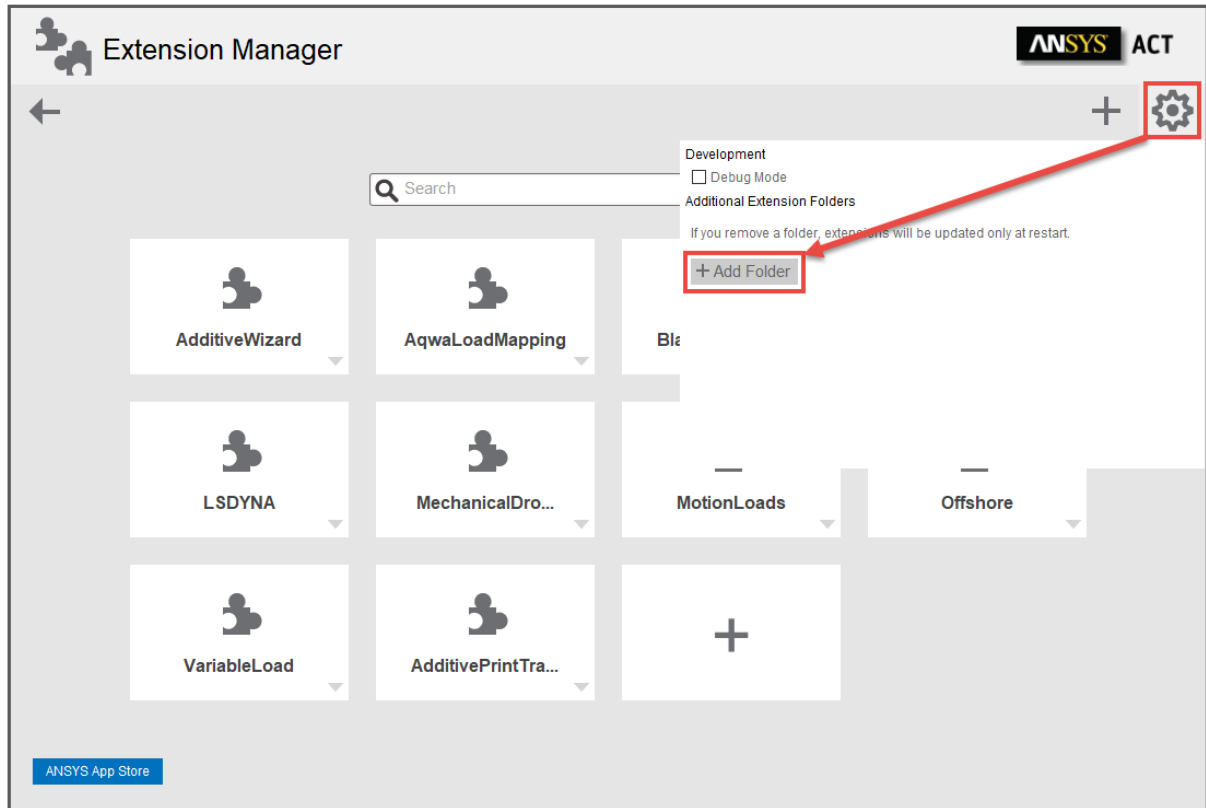 Extension Manager
ANSYS ACT
Search
Development
Debug Mode
Additional Extension Folders
If you remove a folder, extensions will be updated only at restart.
+ Add Folder
AdditiveWizard
AqwaLoadMapping
Bla
LSDYNA
MechanicalDro...
MotionLoads
Offshore
VariableLoad
AdditivePrintTra...
ANSYS App Store